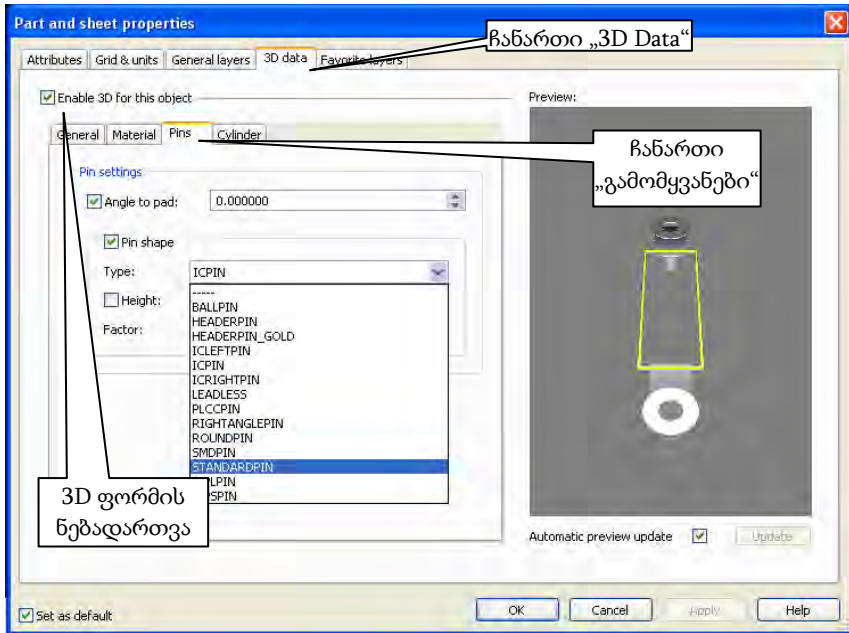 Part and sheet properties
ჩანართი „3D Data“
Attributes
Grid & units
General layers
3D data
Favorite layers
Enable 3D for this object
Preview:
General
Material
Pins
Cylinder
ჩანართი
„გამომყვანები“
Pin settings
Angle to pad:
0.000000
Pin shape
Type:
ICPIN
Height:
Factor:
-----
BALLPIN
HEADERPIN
HEADERPIN_GOLD
ICLEFTPIN
ICPIN
ICRIGHTPIN
LEADLESS
PLCCPIN
RIGHTANGLEPIN
ROUNDPIN
SMDPIN
STANDARDPIN
3D ფორმის
ნებადართვა
Automatic preview update
Update
Set as default
OK
Cancel
Apply
Help